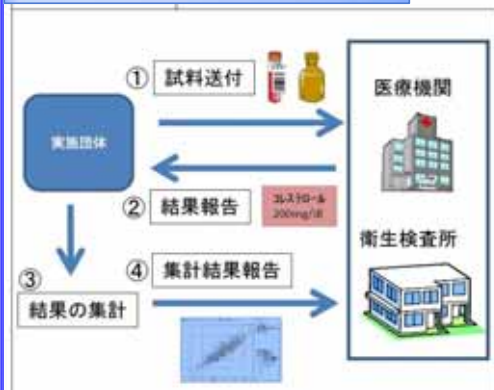 ① 試料送付
医療機関
実施団体
② 結果報告
コレステロール
200mg/dl
衛生検査所
③
結果の集計
④ 集計結果報告